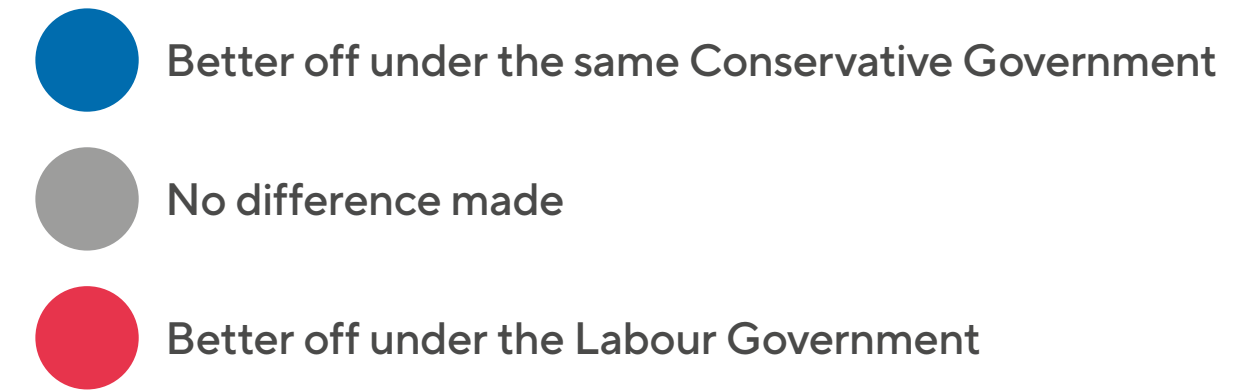 Better off under the same Conservative Government
No difference made
Better off under the Labour Government